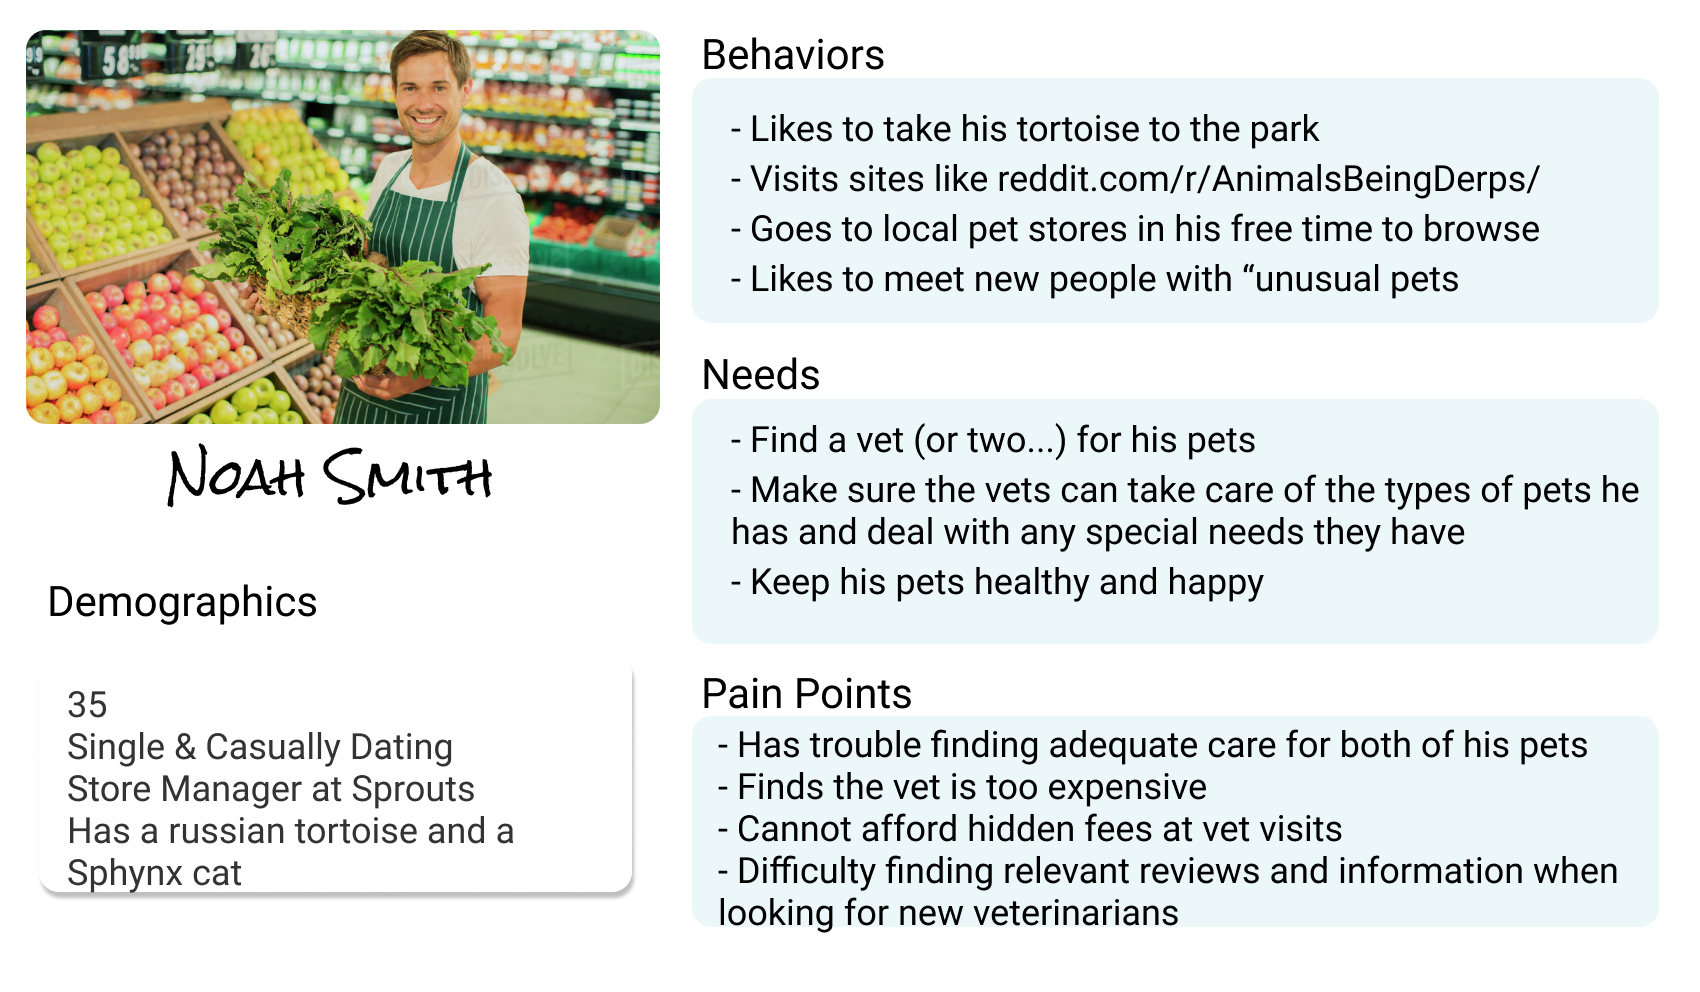 58
29
26
Noah Smith
Demographics
35
Single & Casually Dating
Store Manager at Sprouts
Has a russian tortoise and a
Sphynx cat
Behaviors
- Likes to take his tortoise to the park
- Visits sites like reddit.com/r/AnimalsBeingDerps/
- Goes to local pet stores in his free time to browse
- Likes to meet new people with “unusual pets
Needs
- Find a vet (or two...) for his pets
- Make sure the vets can take care of the types of pets he
has and deal with any special needs they have
- Keep his pets healthy and happy
Pain Points
- Has trouble finding adequate care for both of his pets
- Finds the vet is too expensive
- Cannot afford hidden fees at vet visits
- Difficulty finding relevant reviews and information when
looking for new veterinarians